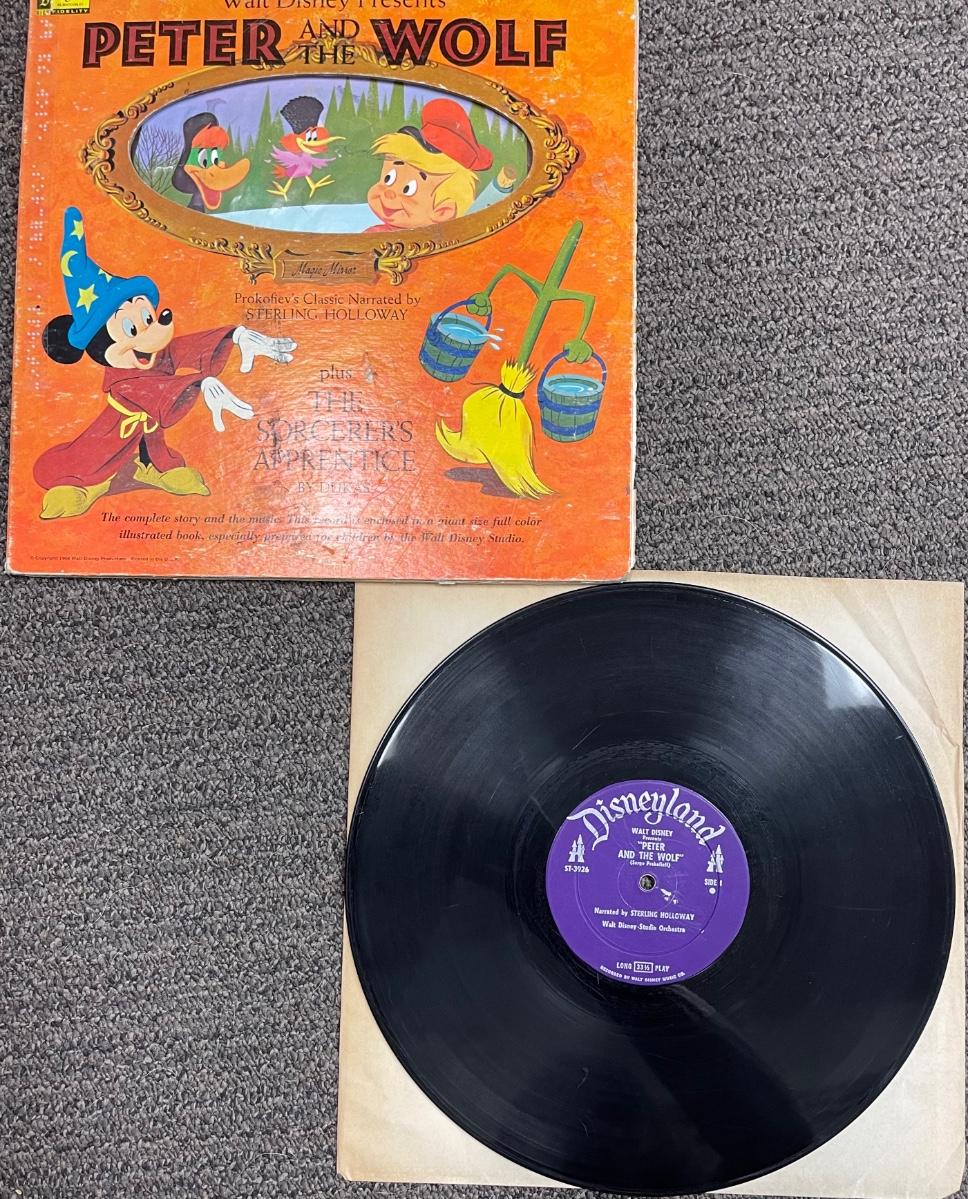 FIDELITY
Walt Disney Presents
PETER AND THE WOLF
Magic Mirror
Prokofiev's Classic Narrated by
STERLING HOLLOWAY
plus
THE
SORCERER'S
APPRENTICE
BY DUKAS
The complete story and the music. This record is enclosed in a giant size full color
illustrated book, especially prepared for children by the Walt Disney Studio.
Disneyland
WALT DISNEY
Presents
"PETER
AND THE WOLF"
(Serge Prokofieff)
ST-3926
SIDE 1
Narrated by STERLING HOLLOWAY
Walt Disney Studio Orchestra
LONG 33⅓ PLAY
RECORDED BY WALT DISNEY MUSIC CO.